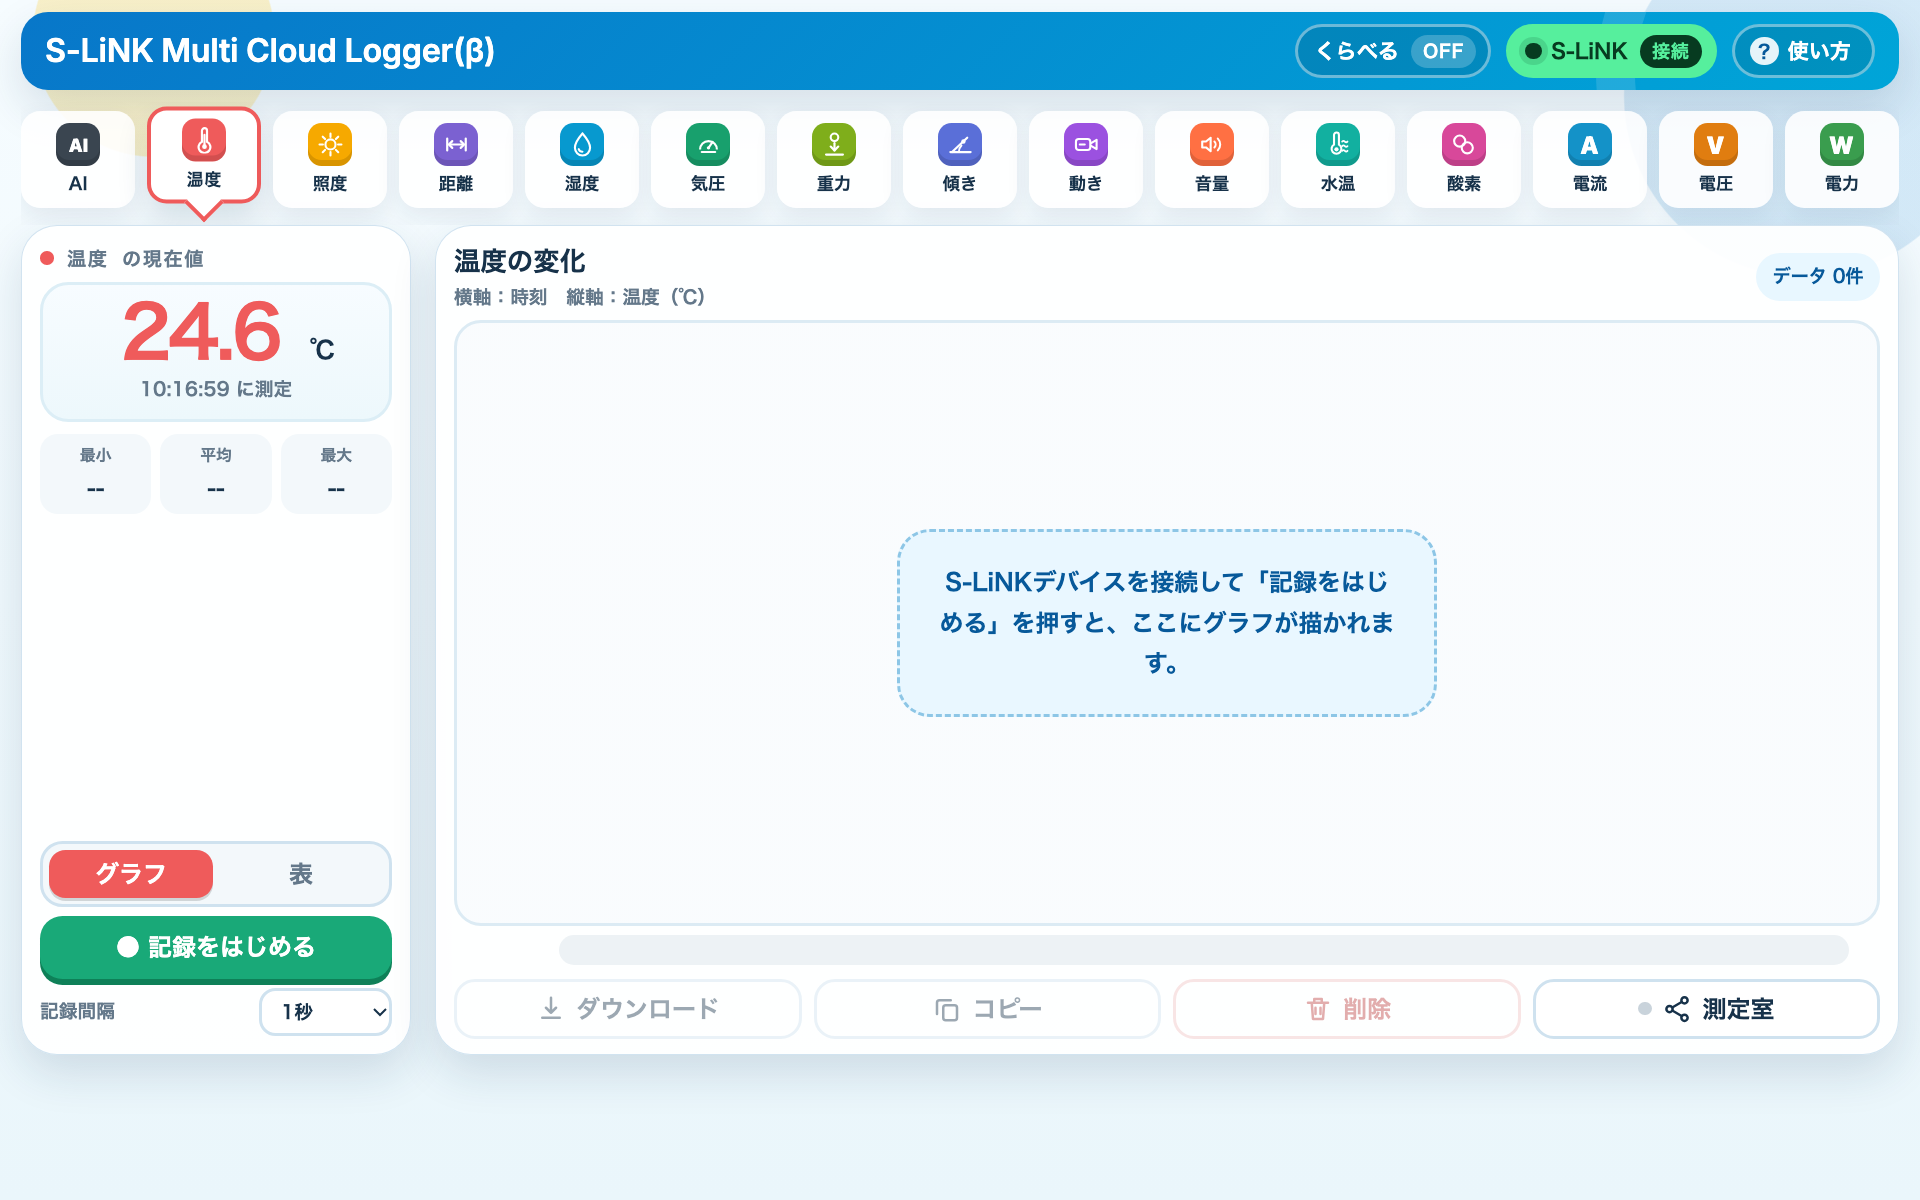 S-LiNK Multi Cloud Logger(β)
くらべる OFF
S-LiNK 接続
? 使い方
AI
AI
温度
照度
距離
湿度
気圧
重力
傾き
動き
音量
水温
酸素
A
電流
V
電圧
W
電力
温度 の現在値
24.6 ℃
10:16:59 に測定
最小
--
平均
--
最大
--
グラフ
表
記録をはじめる
記録間隔
1秒
温度の変化
横軸：時刻　縦軸：温度（℃）
データ 0件
S-LiNKデバイスを接続して「記録をはじ
める」を押すと、ここにグラフが描かれま
す。
ダウンロード
コピー
削除
測定室